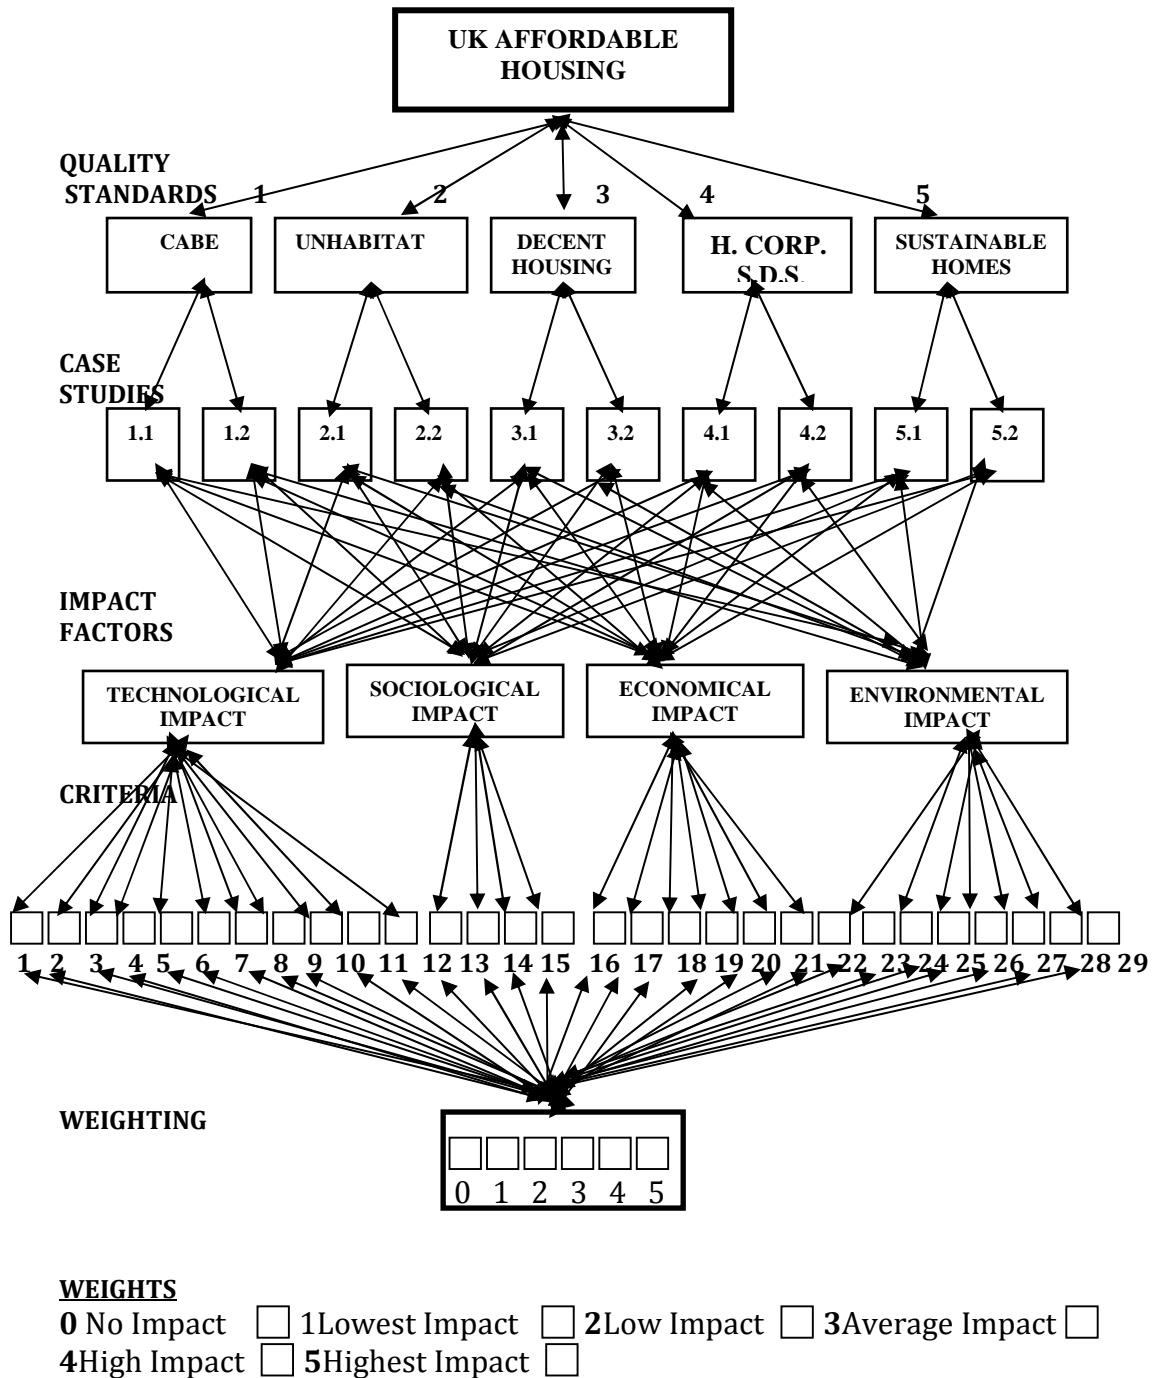 UK AFFORDABLE
HOUSING
QUALITY
STANDARDS 1 2 3 4 5
CABE
UNHABITAT
DECENT
HOUSING
H. CORP.
S.D.S.
SUSTAINABLE
HOMES
CASE
STUDIES
1.1 1.2 2.1 2.2 3.1 3.2 4.1 4.2 5.1 5.2
IMPACT
FACTORS
TECHNOLOGICAL
IMPACT
SOCIOLOGICAL
IMPACT
ECONOMICAL
IMPACT
ENVIRONMENTAL
IMPACT
CRITERIA
1 2 3 4 5 6 7 8 9 10 11 12 13 14 15 16 17 18 19 20 21 22 23 24 25 26 27 28 29
WEIGHTING
0 1 2 3 4 5
WEIGHTS
0 No Impact 1Lowest Impact 2Low Impact 3Average Impact
4High Impact 5Highest Impact